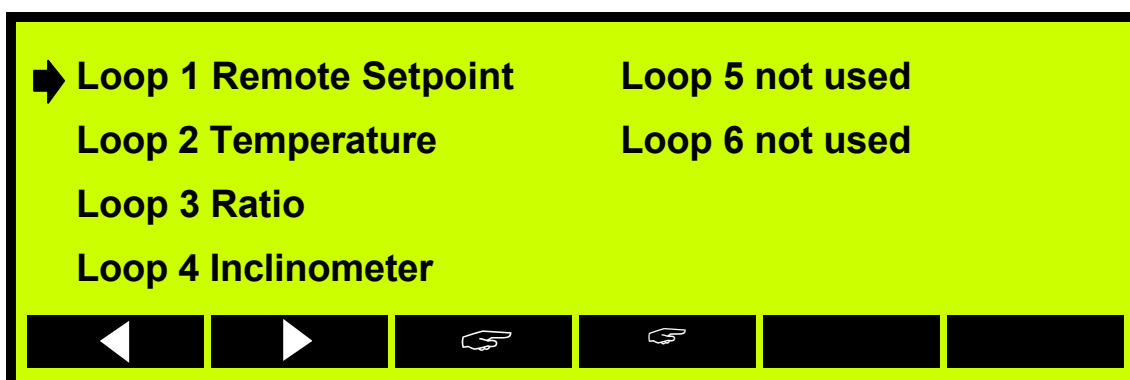 Loop 1 Remote Setpoint
Loop 2 Temperature
Loop 3 Ratio
Loop 4 Inclinometer
Loop 5 not used
Loop 6 not used